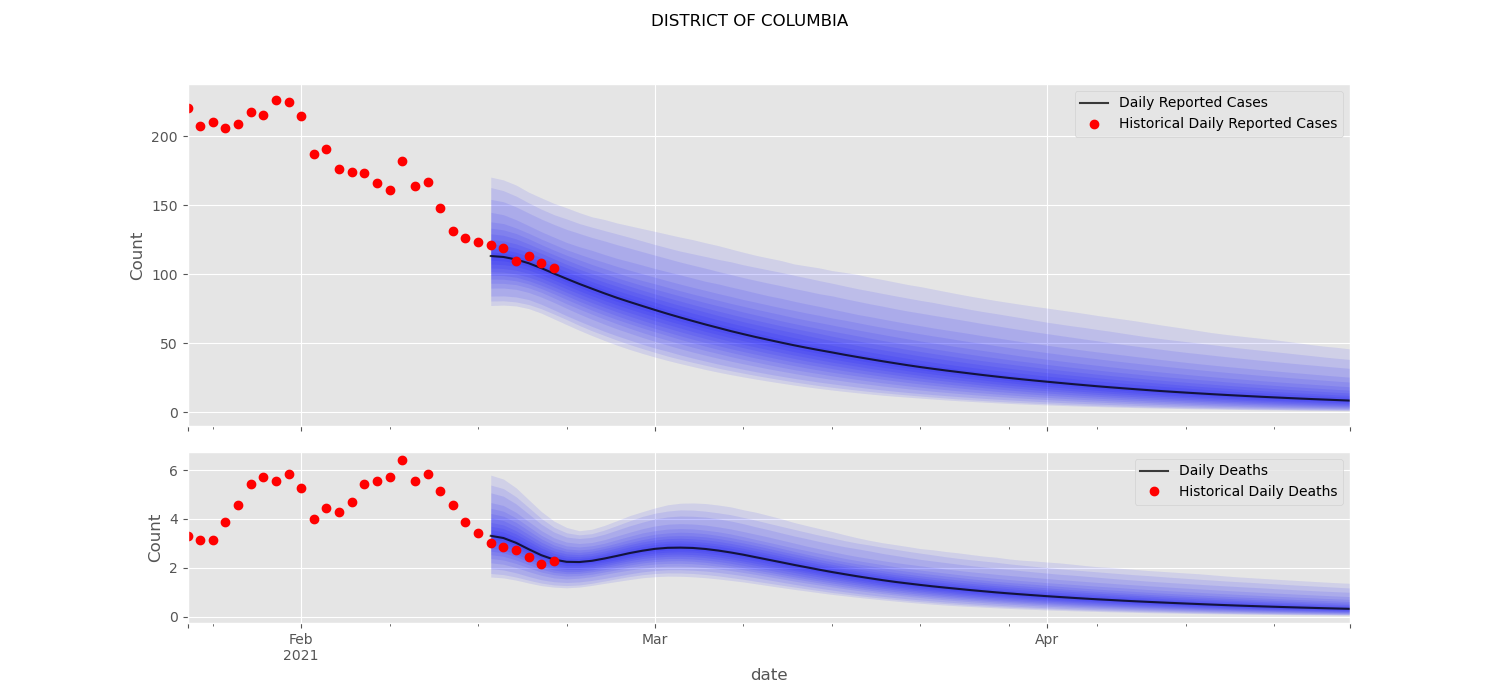 DISTRICT OF COLUMBIA
Daily Reported Cases
Historical Daily Reported Cases
200
150
100
50
0
Count
Daily Deaths
Historical Daily Deaths
6
4
2
0
Count
Feb
2021
Mar
Apr
date